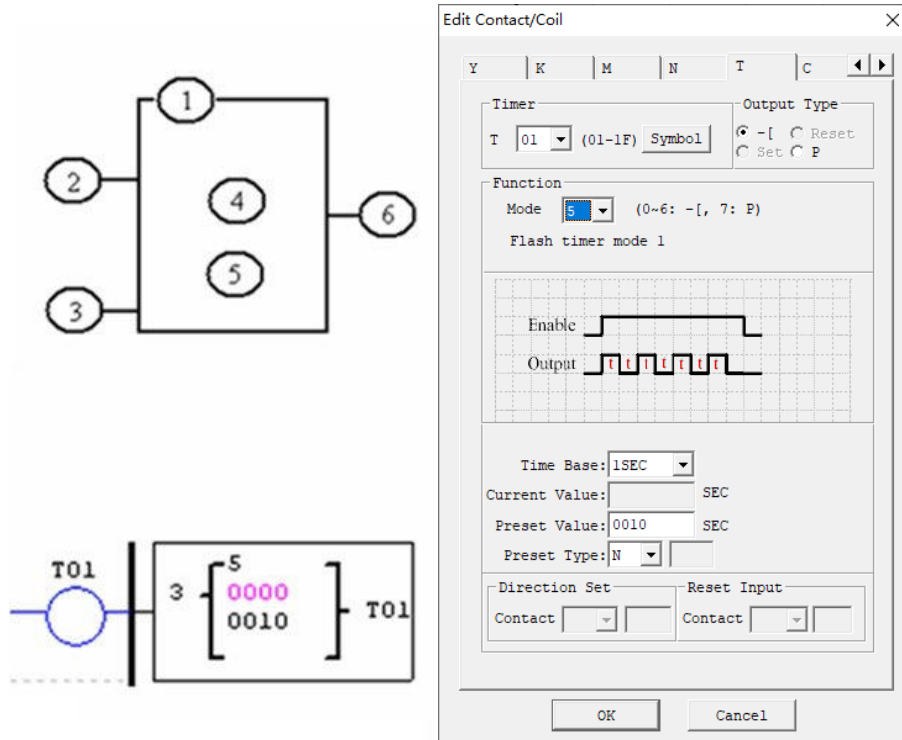 1
2
3
4
5
6
T01
3
5
0000
0010
T01
Edit Contact/Coil
Y K M N T C
Timer
T 01 (01-1F) Symbol
Output Type
-[ Reset
Set P
Function
Mode 5 (0~6: -[, 7: P)
Flash timer mode 1
Enable
Output t t t t t t t
Time Base: 1SEC
Current Value: SEC
Preset Value: 0010 SEC
Preset Type: N
Direction Set
Contact
Reset Input
Contact
OK Cancel